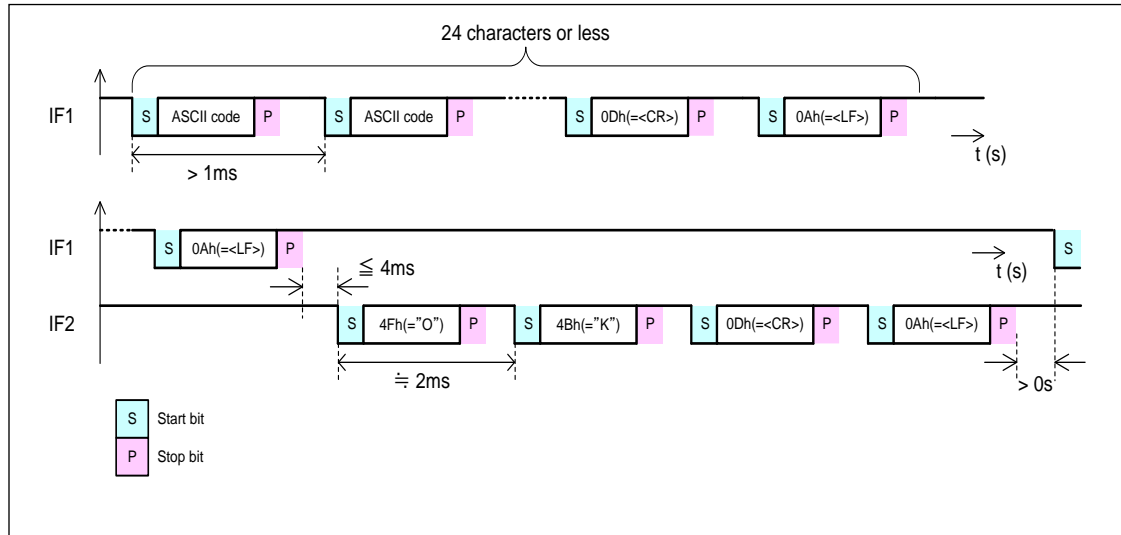 24 characters or less
IF1
S ASCII code P S ASCII code P S 0Dh(=<CR>) P S 0Ah(=<LF>) P
t (s)
> 1ms
IF1
S 0Ah(=<LF>) P S
t (s)
≦ 4ms
IF2
S 4Fh(="O") P S 4Bh(="K") P S 0Dh(=<CR>) P S 0Ah(=<LF>) P
≒ 2ms
> 0s
S Start bit
P Stop bit